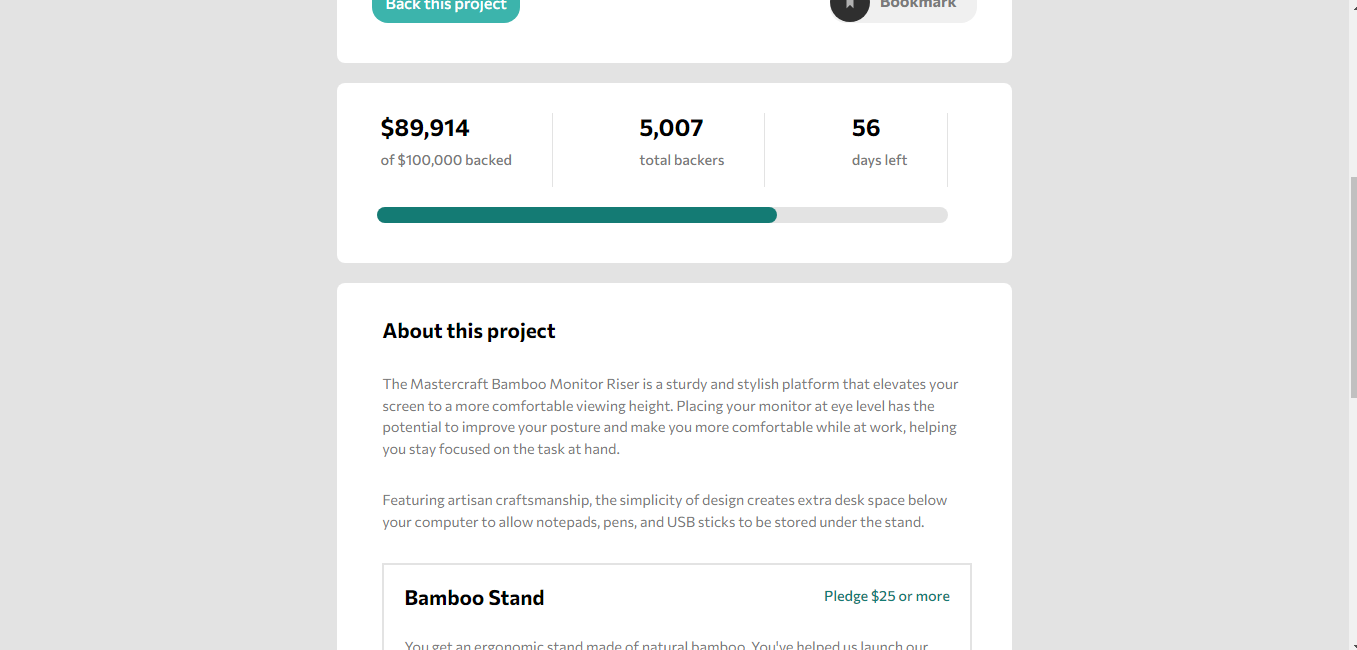 Back this project
Bookmark
$89,914
of $100,000 backed
5,007
total backers
56
days left
About this project
The Mastercraft Bamboo Monitor Riser is a sturdy and stylish platform that elevates your
screen to a more comfortable viewing height. Placing your monitor at eye level has the
potential to improve your posture and make you more comfortable while at work, helping
you stay focused on the task at hand.
Featuring artisan craftsmanship, the simplicity of design creates extra desk space below
your computer to allow notepads, pens, and USB sticks to be stored under the stand.
Bamboo Stand
Pledge $25 or more
You get an ergonomic stand made of natural bamboo. You've helped us launch our